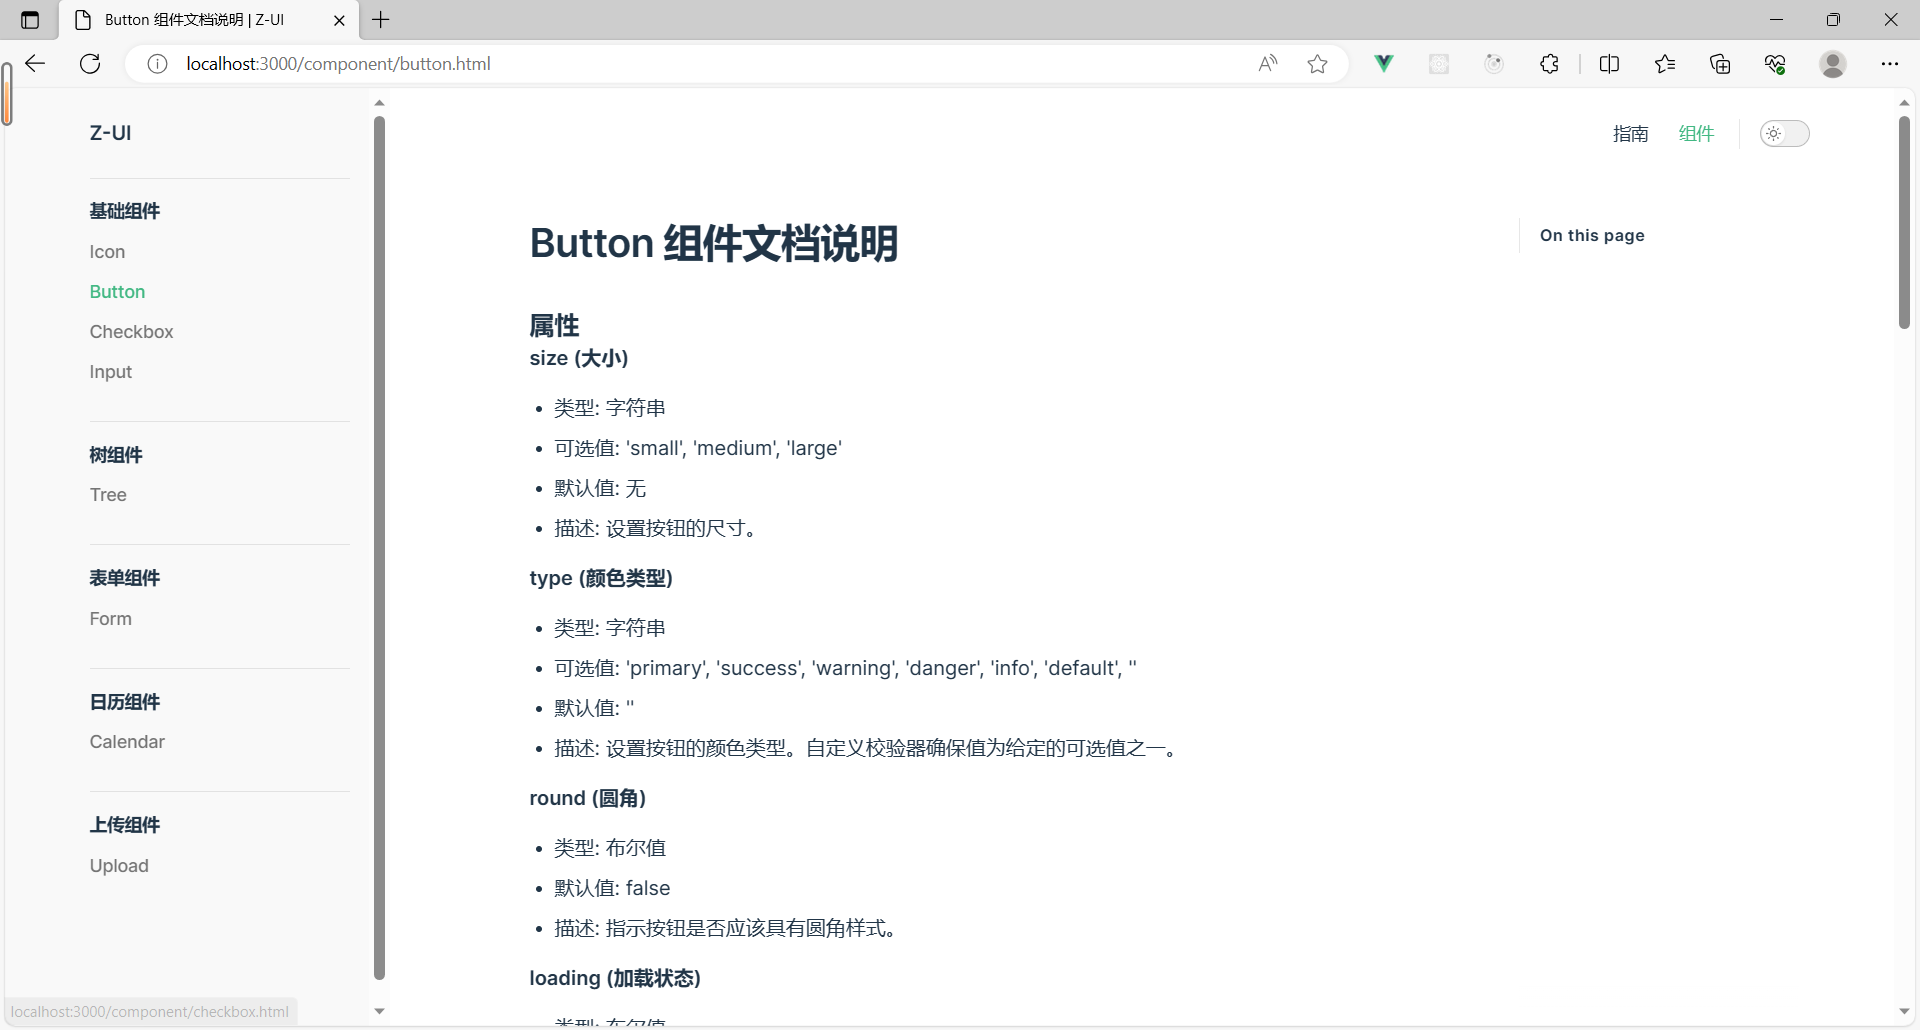 Button 组件文档说明 | Z-UI
localhost:3000/component/button.html
Z-UI
基础组件
Icon
Button
Checkbox
Input
树组件
Tree
表单组件
Form
日历组件
Calendar
上传组件
Upload
指南
组件
Button 组件文档说明
On this page
属性
size (大小)
• 类型: 字符串
• 可选值: 'small', 'medium', 'large'
• 默认值: 无
• 描述: 设置按钮的尺寸。
type (颜色类型)
• 类型: 字符串
• 可选值: 'primary', 'success', 'warning', 'danger', 'info', 'default', ''
• 默认值: ''
• 描述: 设置按钮的颜色类型。自定义校验器确保值为给定的可选值之一。
round (圆角)
• 类型: 布尔值
• 默认值: false
• 描述: 指示按钮是否应该具有圆角样式。
loading (加载状态)
• 类型: 布尔值
localhost:3000/component/checkbox.html